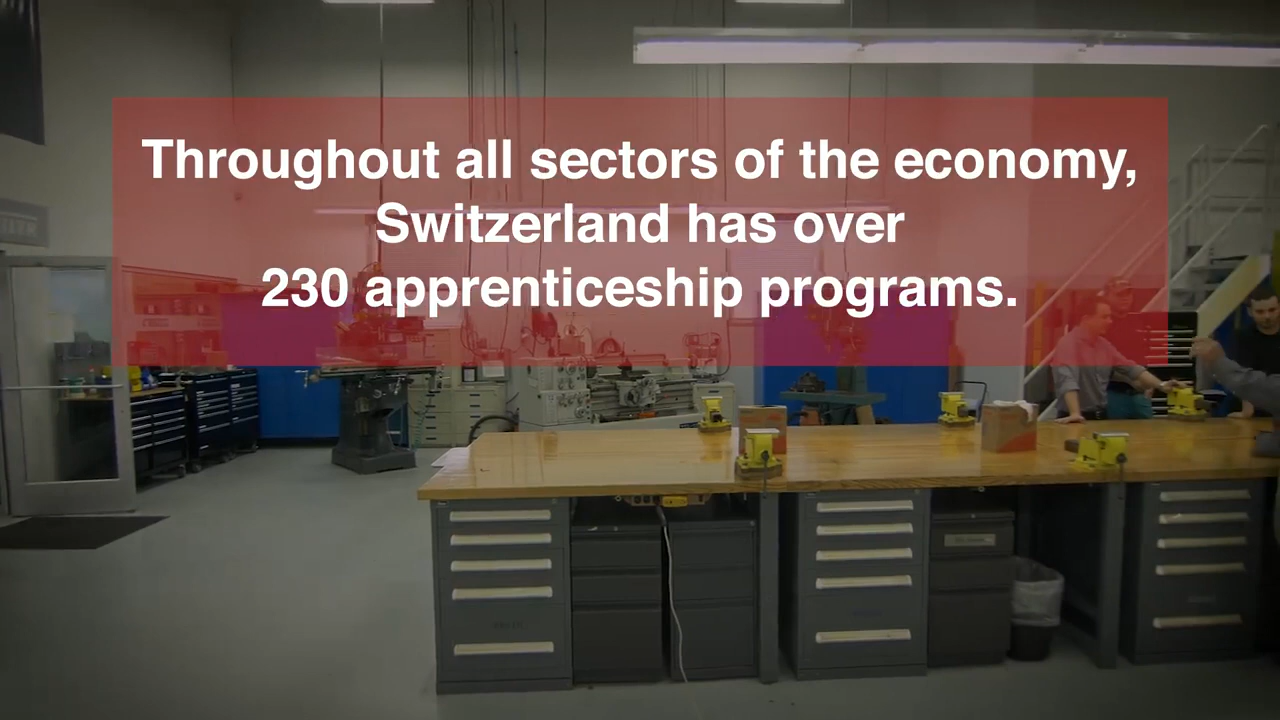 Throughout all sectors of the economy,
Switzerland has over
230 apprenticeship programs.